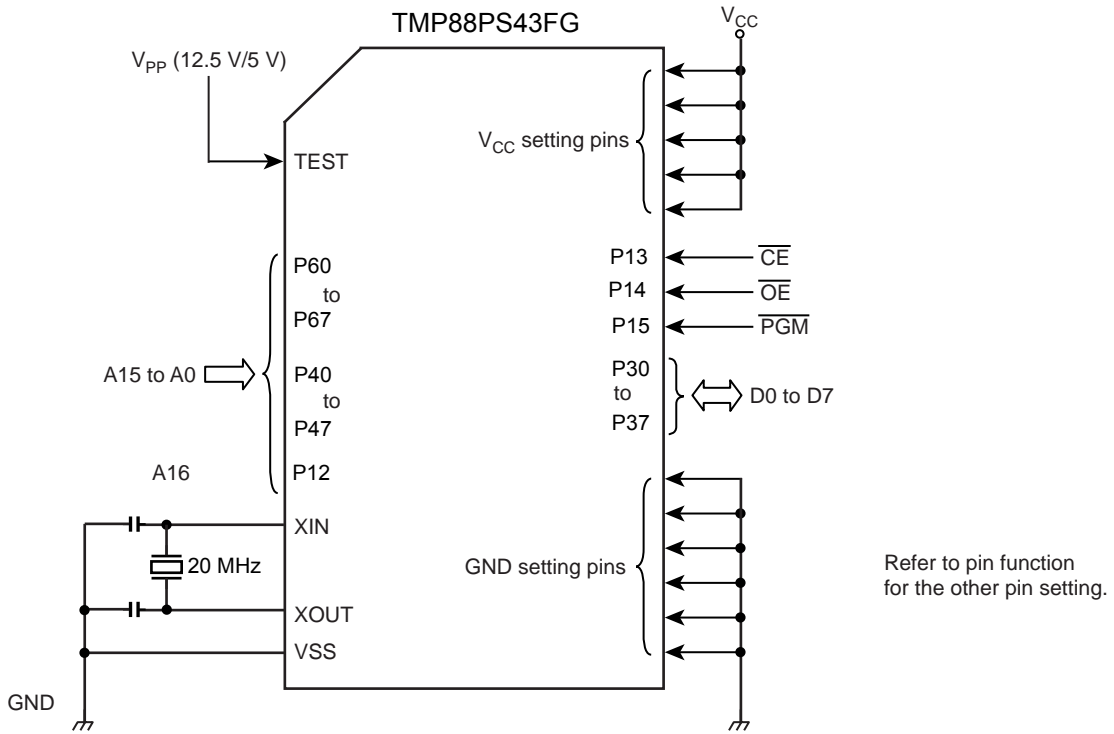 TMP88PS43FG
VCC
VPP (12.5 V/5 V)
VCC setting pins
TEST
P13
CE
P60
to
P67
P14
OE
P15
PGM
A15 to A0
P40
to
P47
P30
to
P37
D0 to D7
A16
P12
XIN
20 MHz
XOUT
VSS
GND
GND setting pins
Refer to pin function
for the other pin setting.